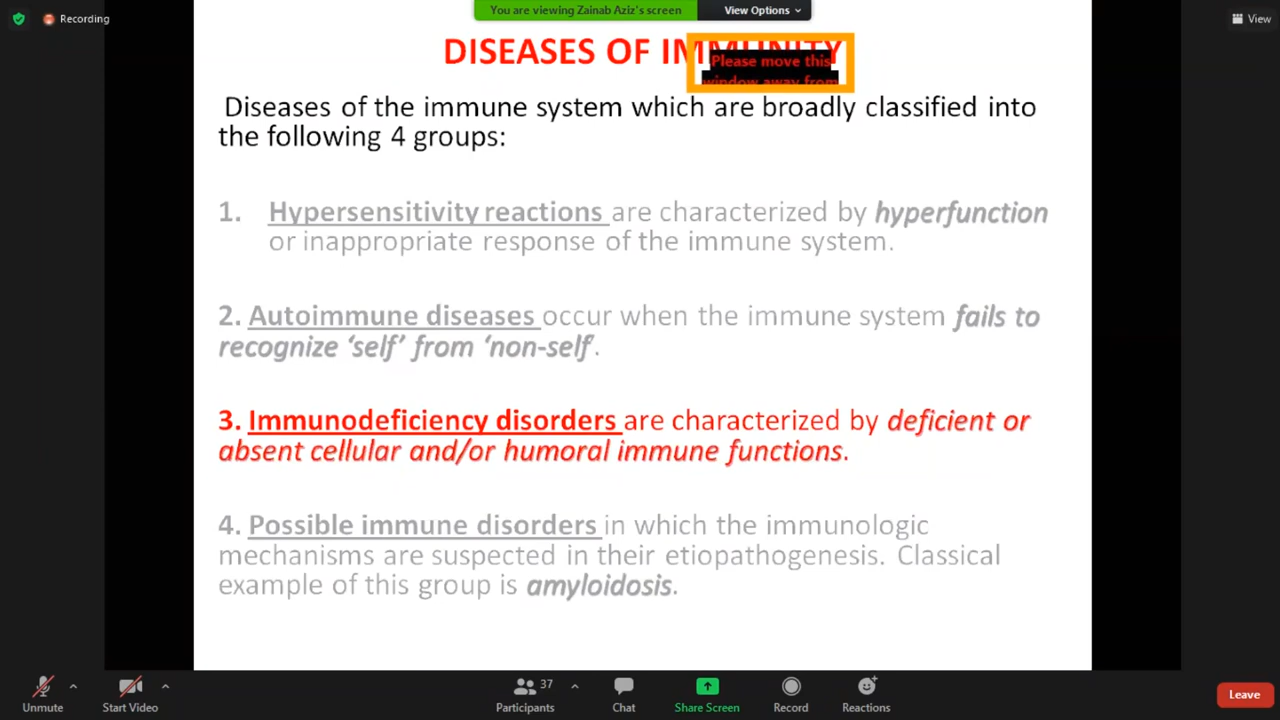 You are viewing Zainab Aziz's screen
View Options
Recording
View
DISEASES OF IMMUNITY
Please move this
window away from
Diseases of the immune system which are broadly classified into
the following 4 groups:
1. Hypersensitivity reactions are characterized by hyperfunction
or inappropriate response of the immune system.
2. Autoimmune diseases occur when the immune system fails to
recognize ‘self’ from ‘non-self’.
3. Immunodeficiency disorders are characterized by deficient or
absent cellular and/or humoral immune functions.
4. Possible immune disorders in which the immunologic
mechanisms are suspected in their etiopathogenesis. Classical
example of this group is amyloidosis.
Unmute
Start Video
37
Participants
Chat
Share Screen
Record
Reactions
Leave